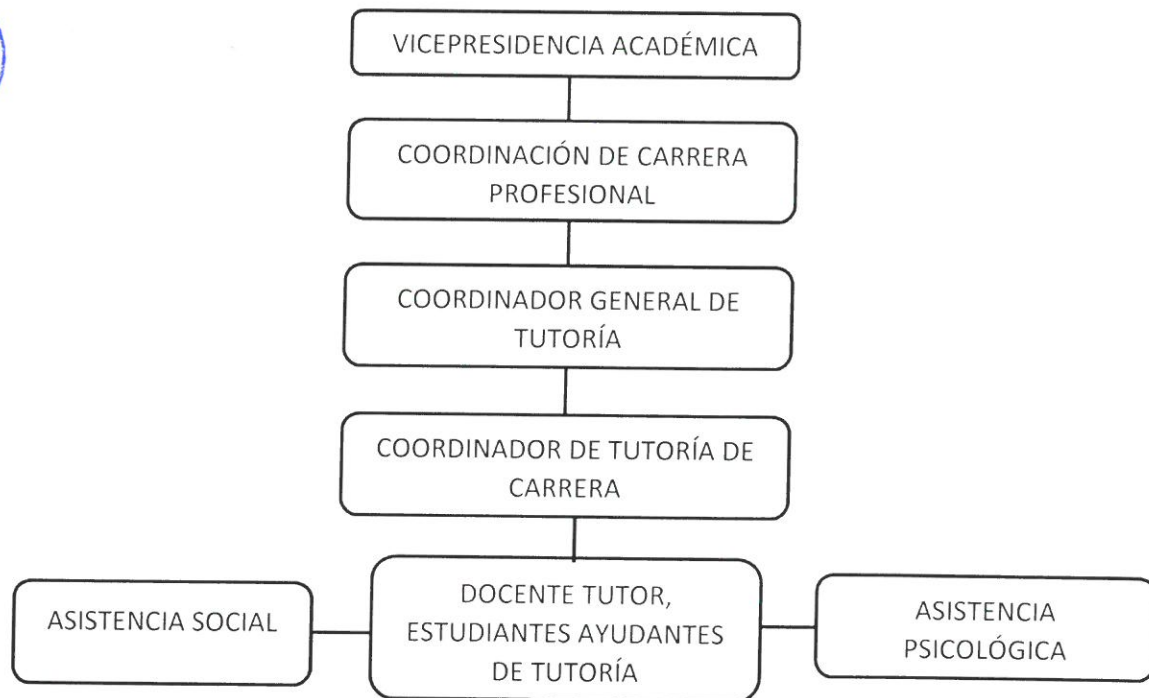 VICEPRESIDENCIA ACADÉMICA
COORDINACIÓN DE CARRERA
PROFESIONAL
COORDINADOR GENERAL DE
TUTORÍA
COORDINADOR DE TUTORÍA DE
CARRERA
ASISTENCIA SOCIAL
DOCENTE TUTOR,
ESTUDIANTES AYUDANTES
DE TUTORÍA
ASISTENCIA
PSICOLÓGICA